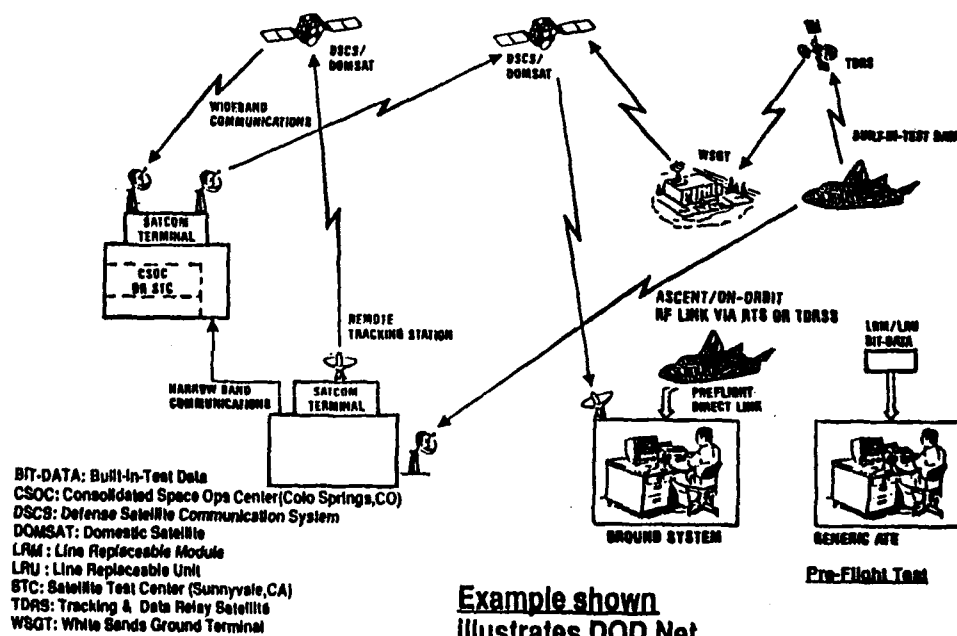 DSCS/
DOMSAT
DSCS/
DOMSAT
TDRS
WIDEBAND
COMMUNICATIONS
WSGT
BUILT-IN-TEST DATA
SATCOM
TERMINAL
CSOC
OR STC
ASCENT/ON-ORBIT
RF LINK VIA RTS OR TDRSS
REMOTE
TRACKING STATION
LRM/LRU
BIT-DATA
NARROW BAND
COMMUNICATIONS
SATCOM
TERMINAL
PREFLIGHT
DIRECT LINK
BIT-DATA: Built-In-Test Data
CSOC: Consolidated Space Ops Center(Colo Springs,CO)
DSCS: Defense Satellite Communication System
DOMSAT: Domestic Satellite
LRM : Line Replaceable Module
LRU : Line Replaceable Unit
STC: Satellite Test Center (Sunnyvale,CA)
TDRS: Tracking & Data Relay Satellite
WSGT: White Sands Ground Terminal
GROUND SYSTEM
GENERIC ATE
Pre-Flight Test
Example shown
illustrates DOD Net